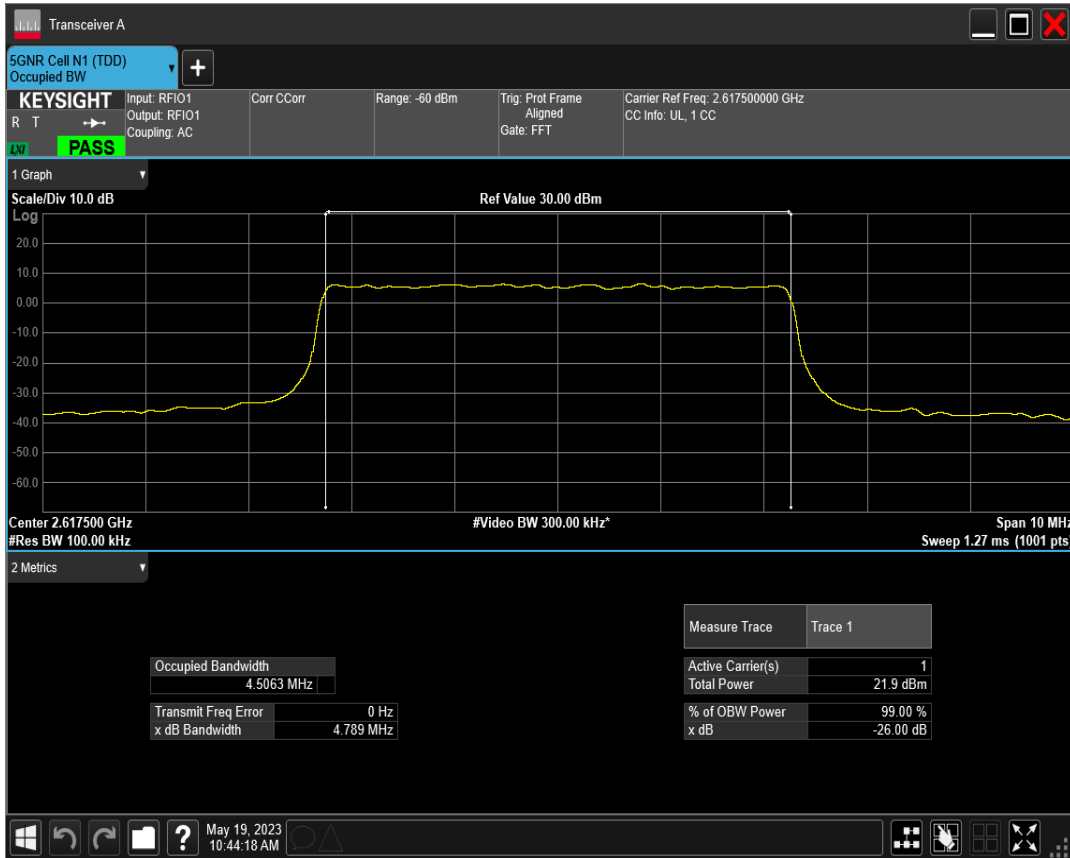 Transceiver A
5GNR Cell N1 (TDD)
Occupied BW
+
KEYSIGHT
R T
LXI
PASS
Input: RFIO1
Output: RFIO1
Coupling: AC
Corr CCorr
Range: -60 dBm
Trig: Prot Frame
Aligned
Gate: FFT
Carrier Ref Freq: 2.617500000 GHz
CC Info: UL, 1 CC
1 Graph
Scale/Div 10.0 dB
Ref Value 30.00 dBm
Log
20.0
10.0
0.00
-10.0
-20.0
-30.0
-40.0
-50.0
-60.0
Center 2.617500 GHz
#Video BW 300.00 kHz*
Span 10 MHz
#Res BW 100.00 kHz
Sweep 1.27 ms (1001 pts)
2 Metrics
Measure Trace Trace 1
Occupied Bandwidth
4.5063 MHz
Active Carrier(s) 1
Total Power 21.9 dBm
Transmit Freq Error 0 Hz
x dB Bandwidth 4.789 MHz
% of OBW Power 99.00 %
x dB -26.00 dB
?
May 19, 2023
10:44:18 AM